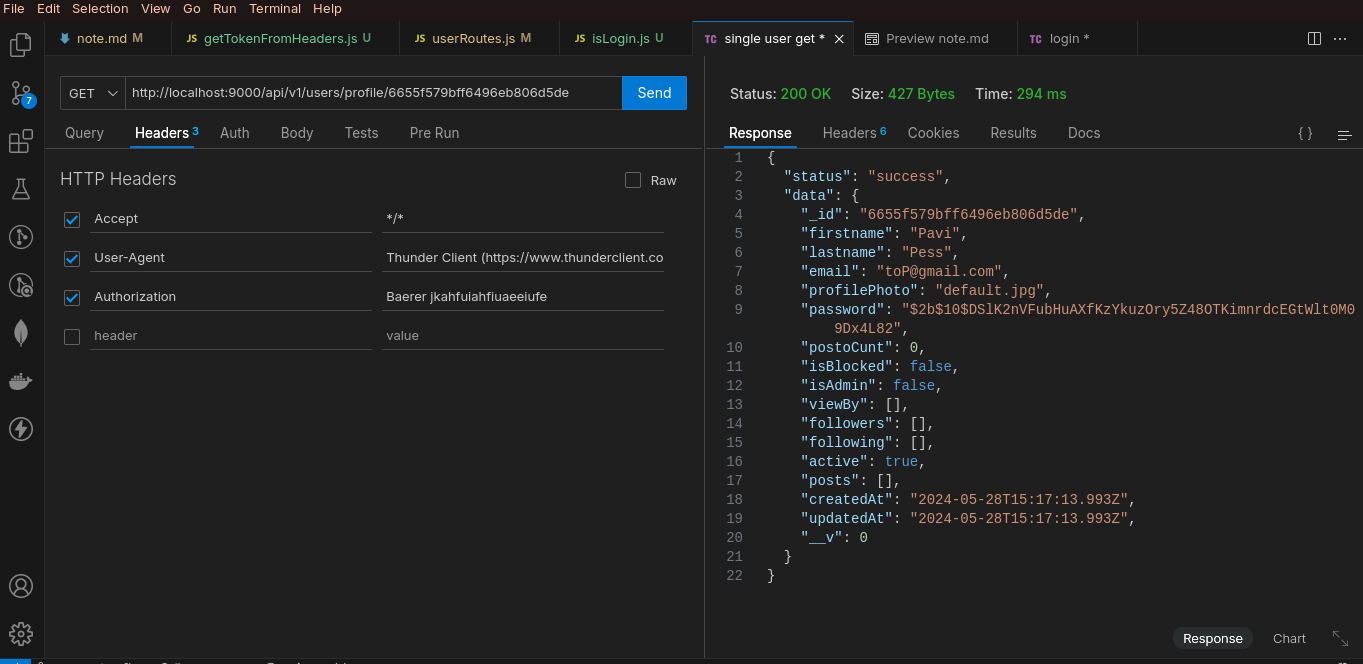 File Edit Selection View Go Run Terminal Help
note.md M
JS getTokenFromHeaders.js U
JS userRoutes.js M
JS isLogin.js U
TC single user get *
Preview note.md
TC login *
7
GET
http://localhost:9000/api/v1/users/profile/6655f579bff6496eb806d5de
Send
Query Headers 3 Auth Body Tests Pre Run
HTTP Headers
Raw
Accept */*
User-Agent Thunder Client (https://www.thunderclient.co
Authorization Baerer jkahfuiahfiuaeeiufe
header value
Status: 200 OK Size: 427 Bytes Time: 294 ms
Response Headers 6 Cookies Results Docs { }
1 {
2 "status": "success",
3 "data": {
4 "_id": "6655f579bff6496eb806d5de",
5 "firstname": "Pavi",
6 "lastname": "Pess",
7 "email": "toP@gmail.com",
8 "profilePhoto": "default.jpg",
9 "password": "$2b$10$DSlK2nVFubHuAXfKzYkuzOry5Z48OTKimnrdcEGtWlt0M0
9Dx4L82",
10 "postoCunt": 0,
11 "isBlocked": false,
12 "isAdmin": false,
13 "viewBy": [],
14 "followers": [],
15 "following": [],
16 "active": true,
17 "posts": [],
18 "createdAt": "2024-05-28T15:17:13.993Z",
19 "updatedAt": "2024-05-28T15:17:13.993Z",
20 "__v": 0
21 }
22 }
Response Chart